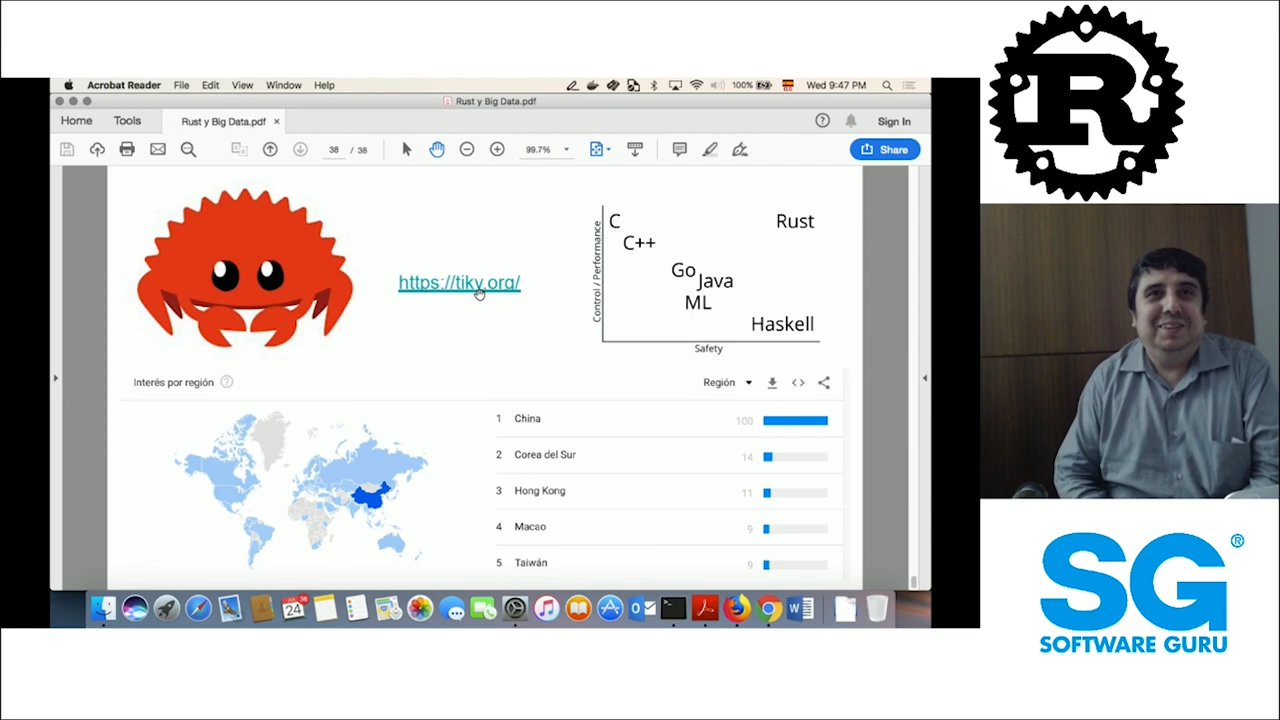 Acrobat Reader File Edit View Window Help 100% Wed 9:47 PM
Rust y Big Data.pdf
Home Tools Rust y Big Data.pdf × Sign In
38 / 38 99.7% Share
https://tiky.org/
Control / Performance
C
C++
Rust
Go
Java
ML
Haskell
Safety
Interés por región
Región
1 China 100
2 Corea del Sur 14
3 Hong Kong 11
4 Macao 9
5 Taiwán 9
24
R
SG®
SOFTWARE GURU